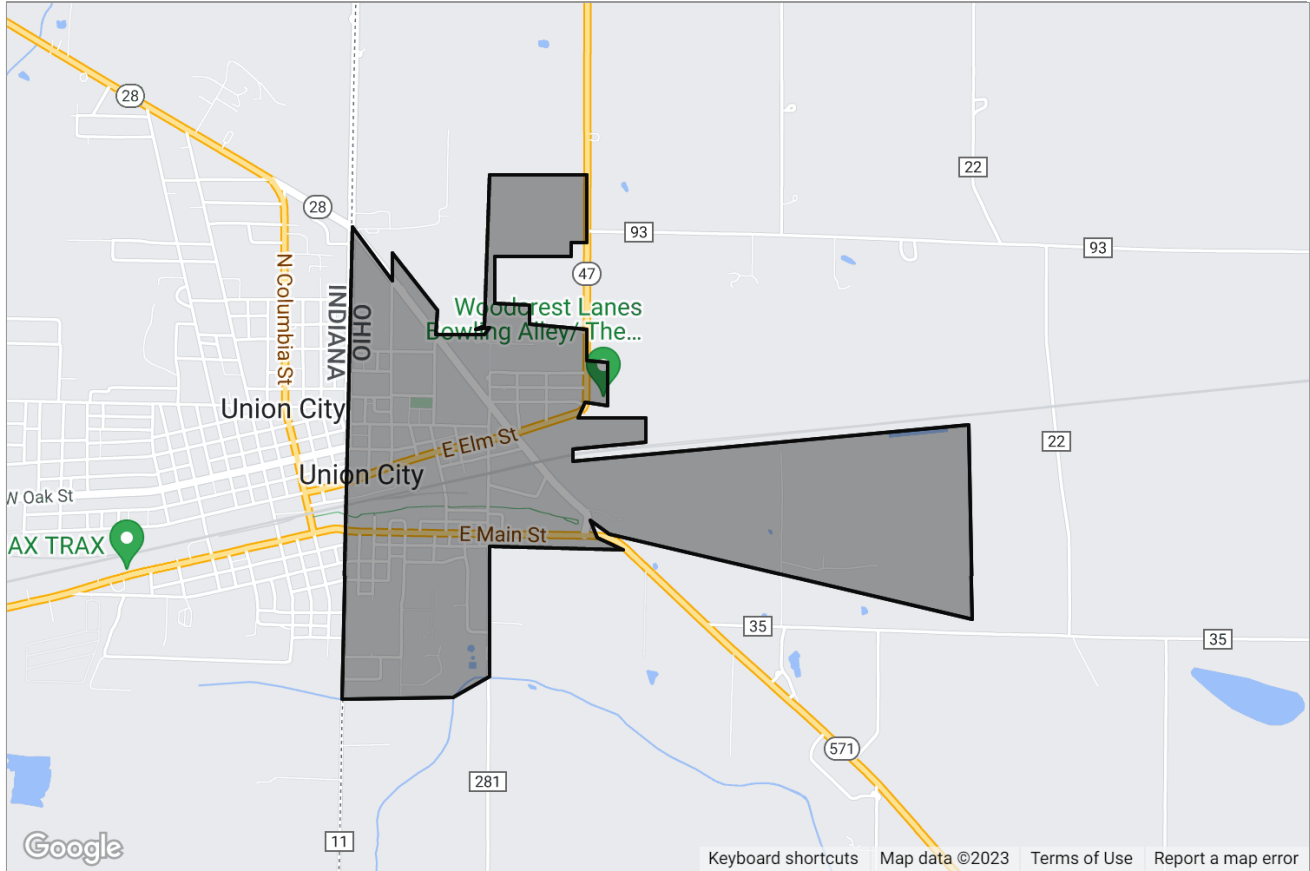 28
22
28
93
93
47
N Columbia St
OHIO
INDIANA
Woodcrest Lanes
Bowling Alley/ The...
Union City
E Elm St
22
Union City
W Oak St
E Main St
AX TRAX
35
35
571
281
11
Google
Keyboard shortcuts
Map data ©2023
Terms of Use
Report a map error